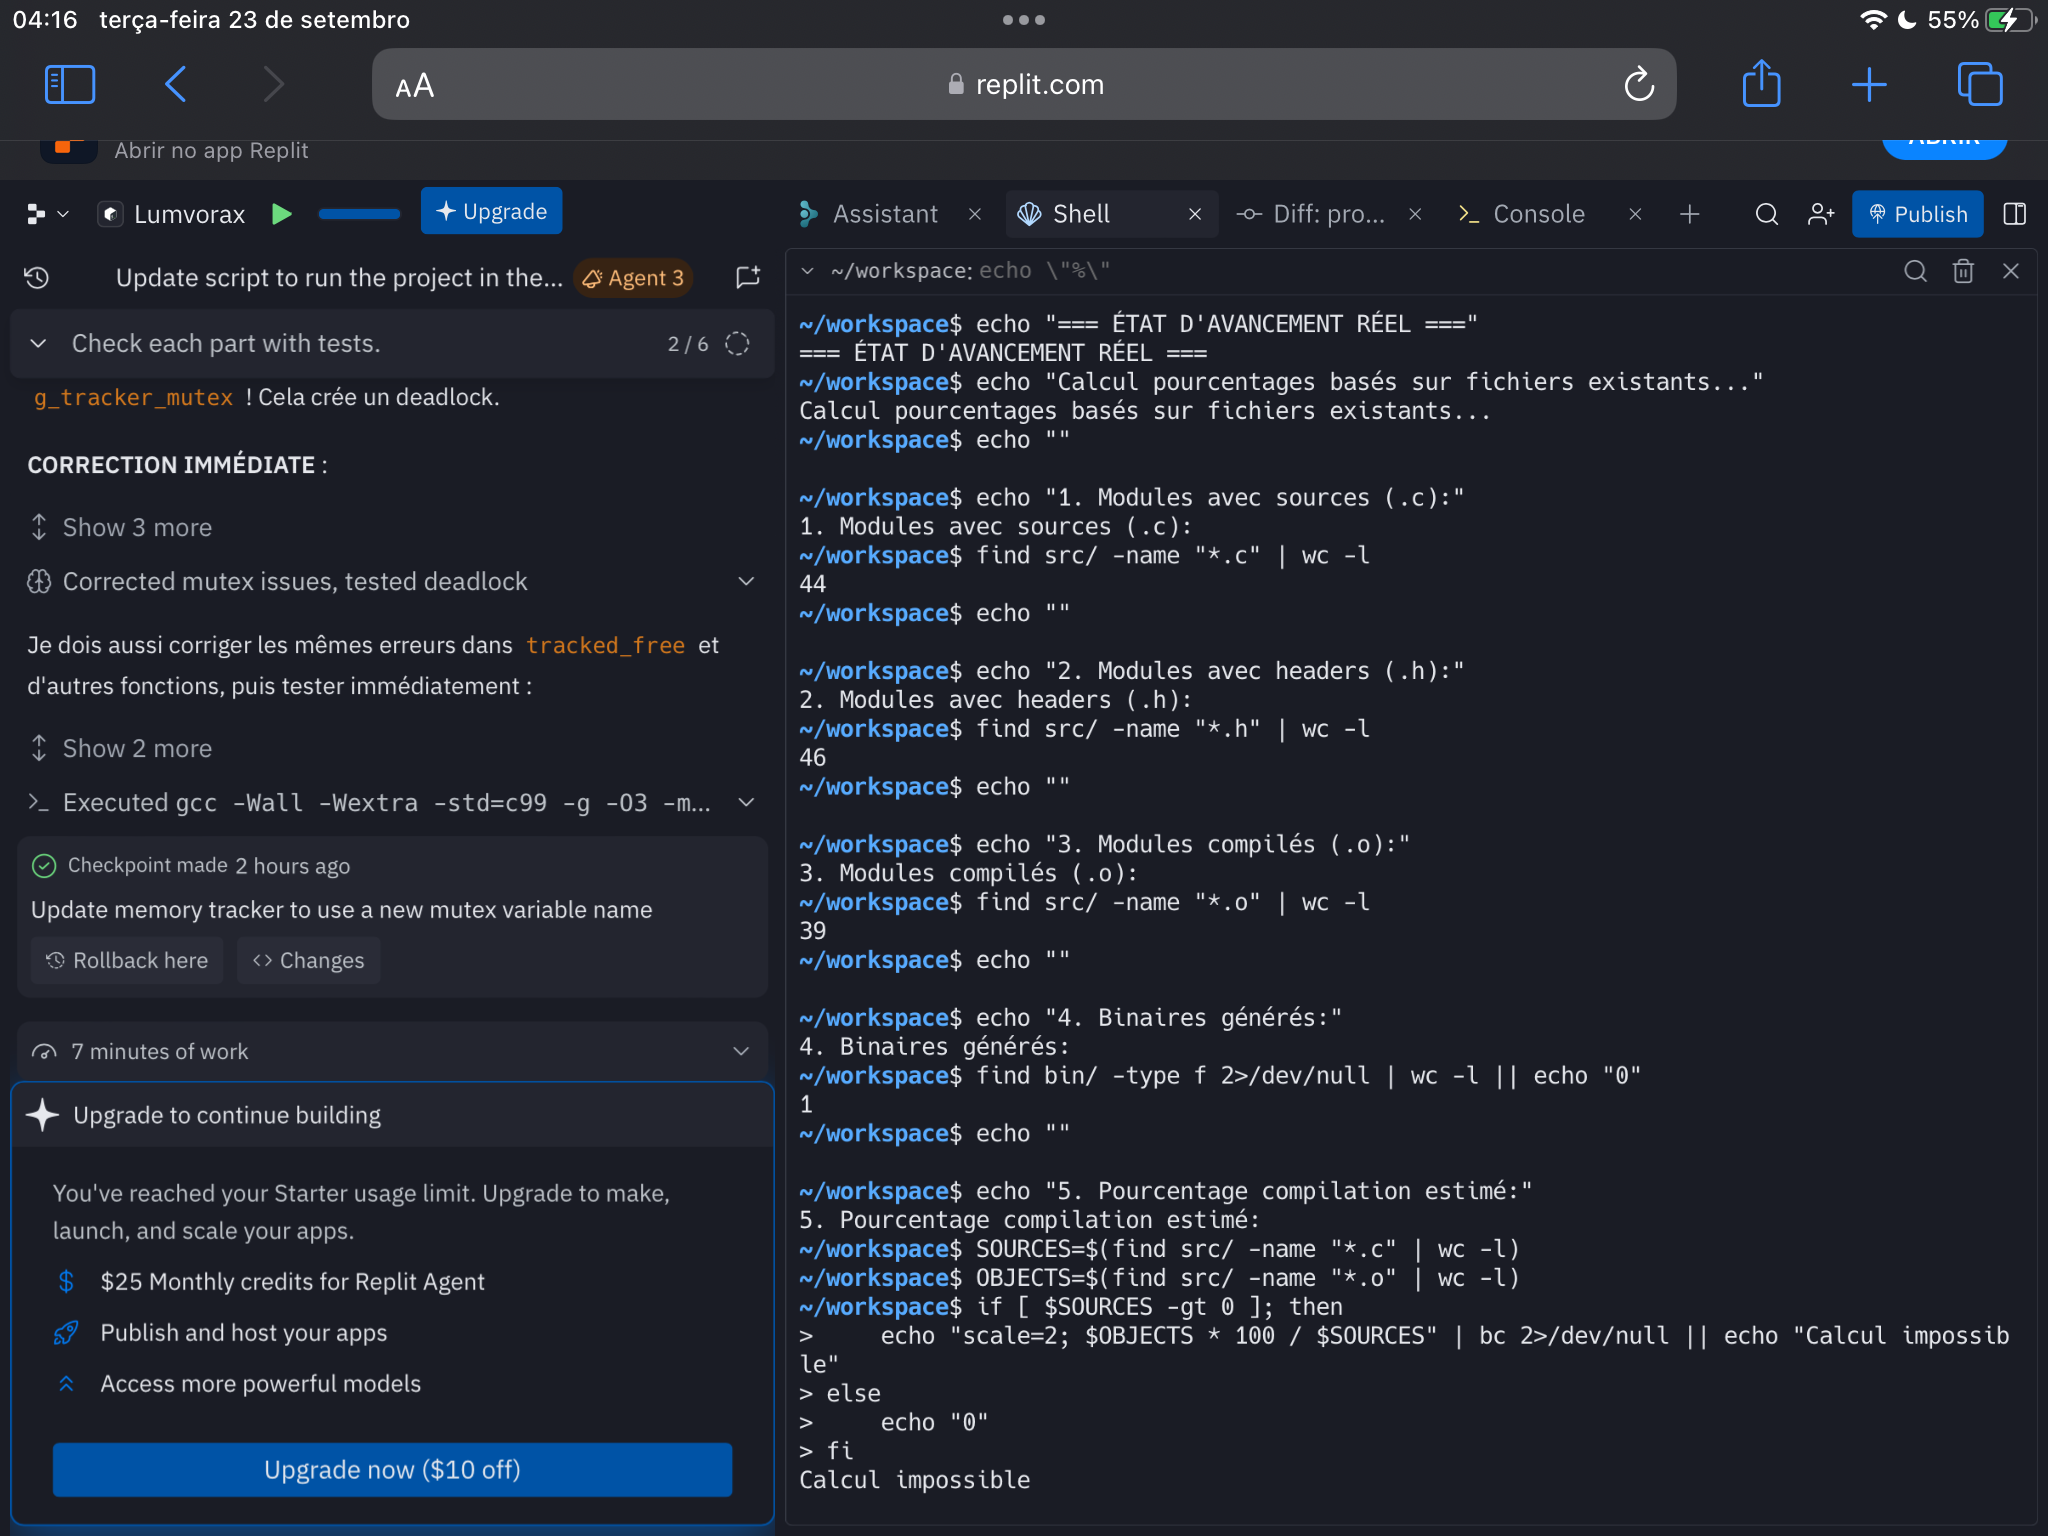 04:16 terça-feira 23 de setembro
55%
AA
replit.com
Abrir no app Replit
ABRIR
Lumvorax
Upgrade
Update script to run the project in the...
Agent 3
Check each part with tests.
2 / 6
g_tracker_mutex ! Cela crée un deadlock.
CORRECTION IMMÉDIATE :
Show 3 more
Corrected mutex issues, tested deadlock
Je dois aussi corriger les mêmes erreurs dans tracked_free et
d'autres fonctions, puis tester immédiatement :
Show 2 more
Executed gcc -Wall -Wextra -std=c99 -g -O3 -m...
Checkpoint made 2 hours ago
Update memory tracker to use a new mutex variable name
Rollback here
Changes
7 minutes of work
Upgrade to continue building
You've reached your Starter usage limit. Upgrade to make,
launch, and scale your apps.
$25 Monthly credits for Replit Agent
Publish and host your apps
Access more powerful models
Upgrade now ($10 off)
Assistant
Shell
Diff: pro...
Console
Publish
~/workspace: echo \"%\"
~/workspace$ echo "=== ÉTAT D'AVANCEMENT RÉEL ==="
=== ÉTAT D'AVANCEMENT RÉEL ===
~/workspace$ echo "Calcul pourcentages basés sur fichiers existants..."
Calcul pourcentages basés sur fichiers existants...
~/workspace$ echo ""
~/workspace$ echo "1. Modules avec sources (.c):"
1. Modules avec sources (.c):
~/workspace$ find src/ -name "*.c" | wc -l
44
~/workspace$ echo ""
~/workspace$ echo "2. Modules avec headers (.h):"
2. Modules avec headers (.h):
~/workspace$ find src/ -name "*.h" | wc -l
46
~/workspace$ echo ""
~/workspace$ echo "3. Modules compilés (.o):"
3. Modules compilés (.o):
~/workspace$ find src/ -name "*.o" | wc -l
39
~/workspace$ echo ""
~/workspace$ echo "4. Binaires générés:"
4. Binaires générés:
~/workspace$ find bin/ -type f 2>/dev/null | wc -l || echo "0"
1
~/workspace$ echo ""
~/workspace$ echo "5. Pourcentage compilation estimé:"
5. Pourcentage compilation estimé:
~/workspace$ SOURCES=$(find src/ -name "*.c" | wc -l)
~/workspace$ OBJECTS=$(find src/ -name "*.o" | wc -l)
~/workspace$ if [ $SOURCES -gt 0 ]; then
>     echo "scale=2; $OBJECTS * 100 / $SOURCES" | bc 2>/dev/null || echo "Calcul impossib
le"
> else
>     echo "0"
> fi
Calcul impossible